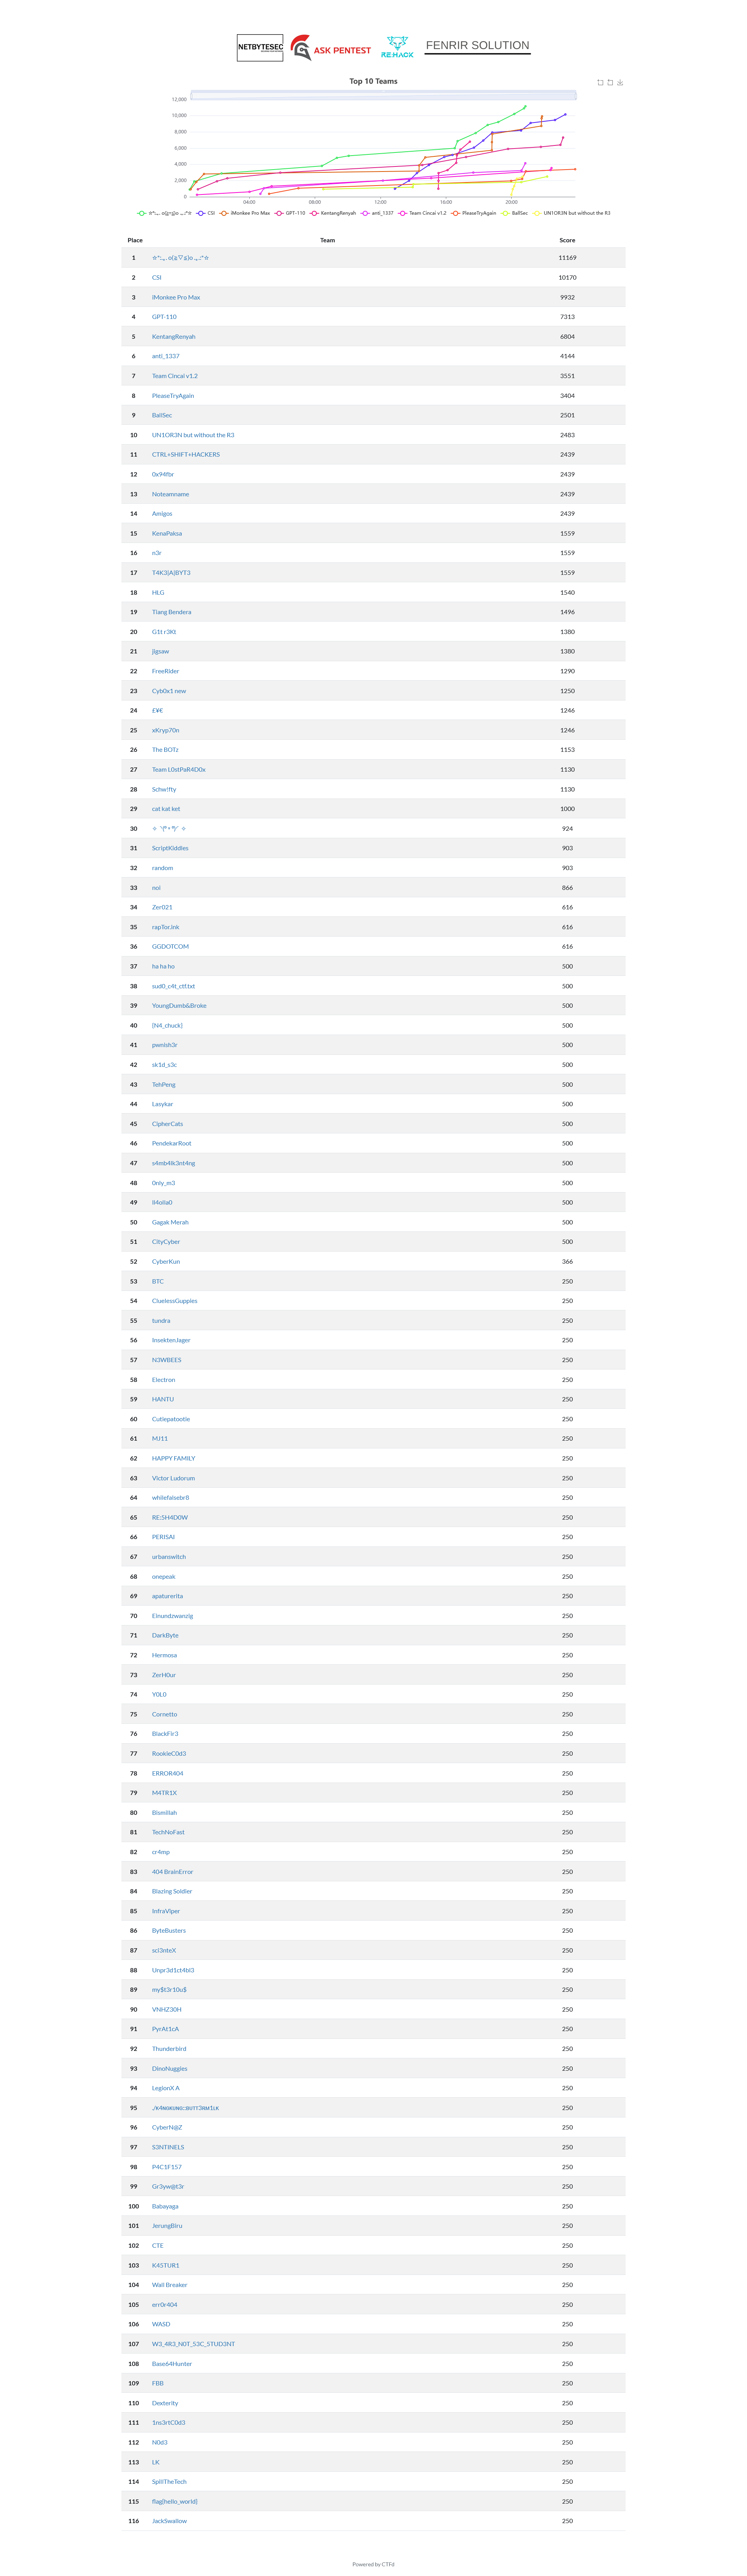 NETBYTESEC
ASK PENTEST
RE:HACK
FENRIR SOLUTION
Top 10 Teams
12,000
10,000
8,000
6,000
4,000
2,000
0
04:00 08:00 12:00 16:00 20:00
CSI iMonkee Pro Max GPT-110 KentangRenyah anti_1337 Team Cincai v1.2 PleaseTryAgain BailSec UN1OR3N but without the R3
Place Team Score
1 11169
2 CSI 10170
3 iMonkee Pro Max 9932
4 GPT-110 7313
5 KentangRenyah 6804
6 anti_1337 4144
7 Team Cincai v1.2 3551
8 PleaseTryAgain 3404
9 BailSec 2501
10 UN1OR3N but without the R3 2483
11 CTRL+SHIFT+HACKERS 2439
12 0x94fbr 2439
13 Noteamname 2439
14 Amigos 2439
15 KenaPaksa 1559
16 n3r 1559
17 T4K3|A|BYT3 1559
18 HLG 1540
19 Tiang Bendera 1496
20 G1t r3Kt 1380
21 jigsaw 1380
22 FreeRider 1290
23 Cyb0x1 new 1250
24 £¥€ 1246
25 xKryp70n 1246
26 The BOTz 1153
27 Team L0stPaR4D0x 1130
28 Schw!fty 1130
29 cat kat ket 1000
30 924
31 ScriptKiddies 903
32 random 903
33 noi 866
34 Zer021 616
35 rapTor.ink 616
36 GGDOTCOM 616
37 ha ha ho 500
38 sud0_c4t_ctf.txt 500
39 YoungDumb&Broke 500
40 {N4_chuck} 500
41 pwnish3r 500
42 sk1d_s3c 500
43 TehPeng 500
44 Lasykar 500
45 CipherCats 500
46 PendekarRoot 500
47 s4mb4lk3nt4ng 500
48 0nly_m3 500
49 500
50 Gagak Merah 500
51 CityCyber 500
52 CyberKun 366
53 BTC 250
54 CluelessGuppies 250
55 tundra 250
56 InsektenJager 250
57 N3WBEES 250
58 Electron 250
59 HANTU 250
60 Cutiepatootie 250
61 MJ11 250
62 HAPPY FAMILY 250
63 Victor Ludorum 250
64 whilefalsebr8 250
65 RE;5H4D0W 250
66 PERISAI 250
67 urbanswitch 250
68 onepeak 250
69 apaturerita 250
70 Einundzwanzig 250
71 DarkByte 250
72 Hermosa 250
73 ZerH0ur 250
74 Y0L0 250
75 Cornetto 250
76 BlackFir3 250
77 RookieC0d3 250
78 ERROR404 250
79 M4TR1X 250
80 Bismillah 250
81 TechNoFast 250
82 cr4mp 250
83 404 BrainError 250
84 Blazing Soldier 250
85 InfraViper 250
86 ByteBusters 250
87 sci3nteX 250
88 Unpr3d1ct4bl3 250
89 my$t3r10u$ 250
90 VNHZ30H 250
91 PyrAt1cA 250
92 Thunderbird 250
93 DinoNuggies 250
94 LegionX A 250
95 250
96 CyberN@Z 250
97 S3NTINELS 250
98 P4C1F157 250
99 Gr3yw@t3r 250
100 Babayaga 250
101 JerungBiru 250
102 CTE 250
103 K4STUR1 250
104 Wall Breaker 250
105 err0r404 250
106 WASD 250
107 W3_4R3_N0T_53C_5TUD3NT 250
108 Base64Hunter 250
109 FBB 250
110 Dexterity 250
111 1ns3rtC0d3 250
112 N0d3 250
113 LK 250
114 SpillTheTech 250
115 flag{hello_world} 250
116 JackSwallow 250
Powered by CTFd